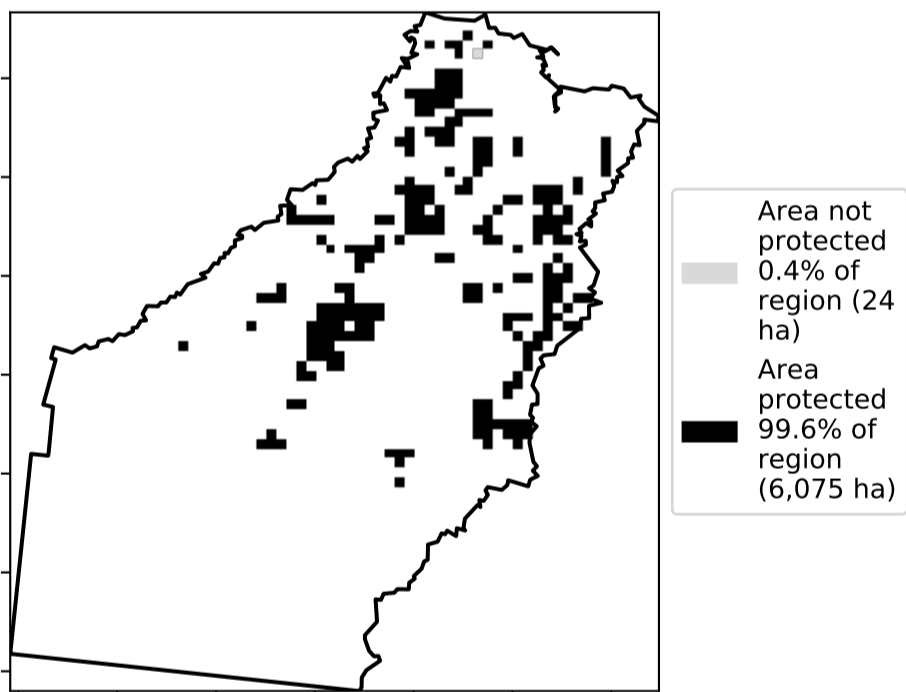 Area not
protected
0.4% of
region (24
ha)
Area
protected
99.6% of
region
(6,075 ha)